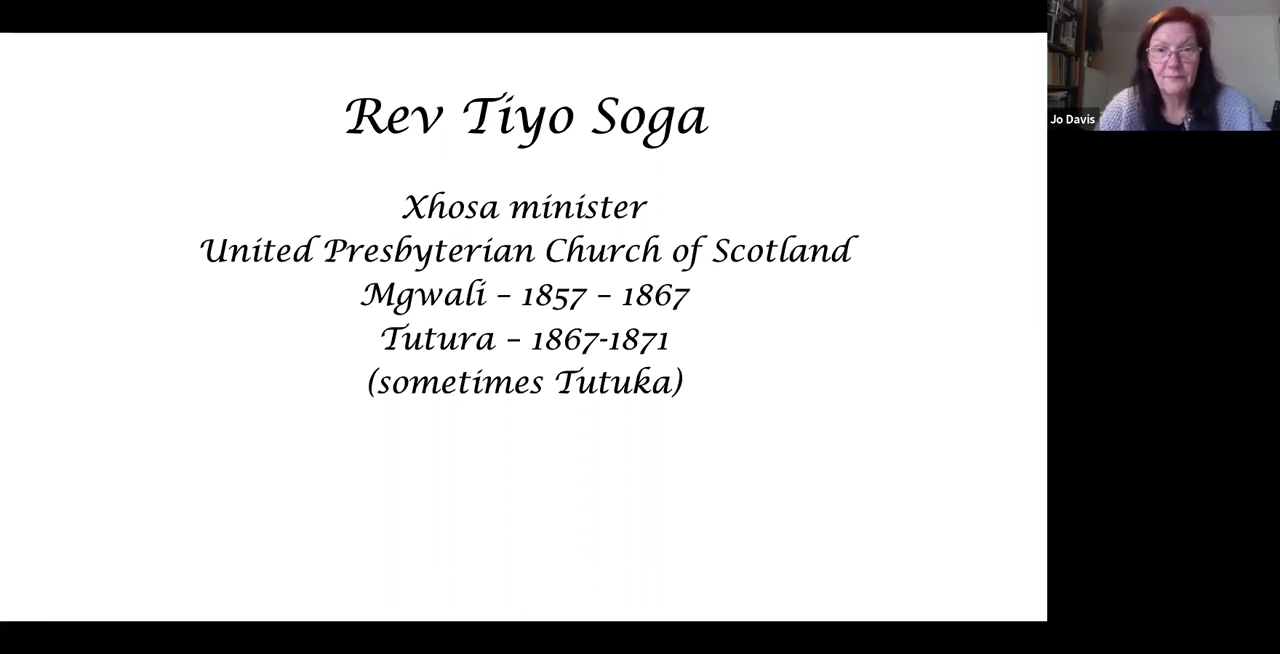 Rev Tiyo Soga
Xhosa minister
United Presbyterian Church of Scotland
Mgwali – 1857 – 1867
Tutura – 1867-1871
(sometimes Tutuka)
Jo Davis